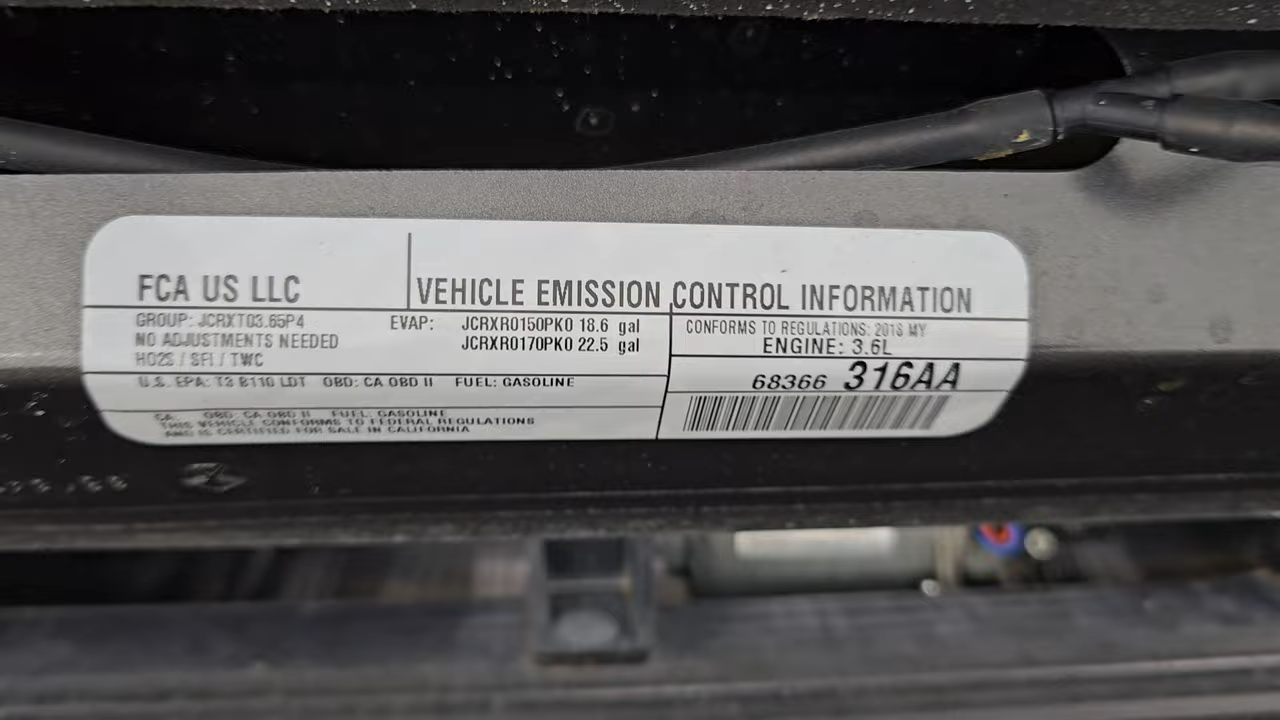 FCA US LLC
VEHICLE EMISSION CONTROL INFORMATION
GROUP: JCRXT03.65P4
NO ADJUSTMENTS NEEDED
HO2S / SFI / TWC
EVAP: JCRXR0150PK0 18.6 gal
JCRXR0170PK0 22.5 gal
CONFORMS TO REGULATIONS: 2018 MY
ENGINE: 3.6L
U.S. EPA: T3 B110 LDT OBD: CA OBD II FUEL: GASOLINE
68366 316AA
CA. OBD: CA OBD II FUEL: GASOLINE
THIS VEHICLE CONFORMS TO FEDERAL REGULATIONS
AND IS CERTIFIED FOR SALE IN CALIFORNIA